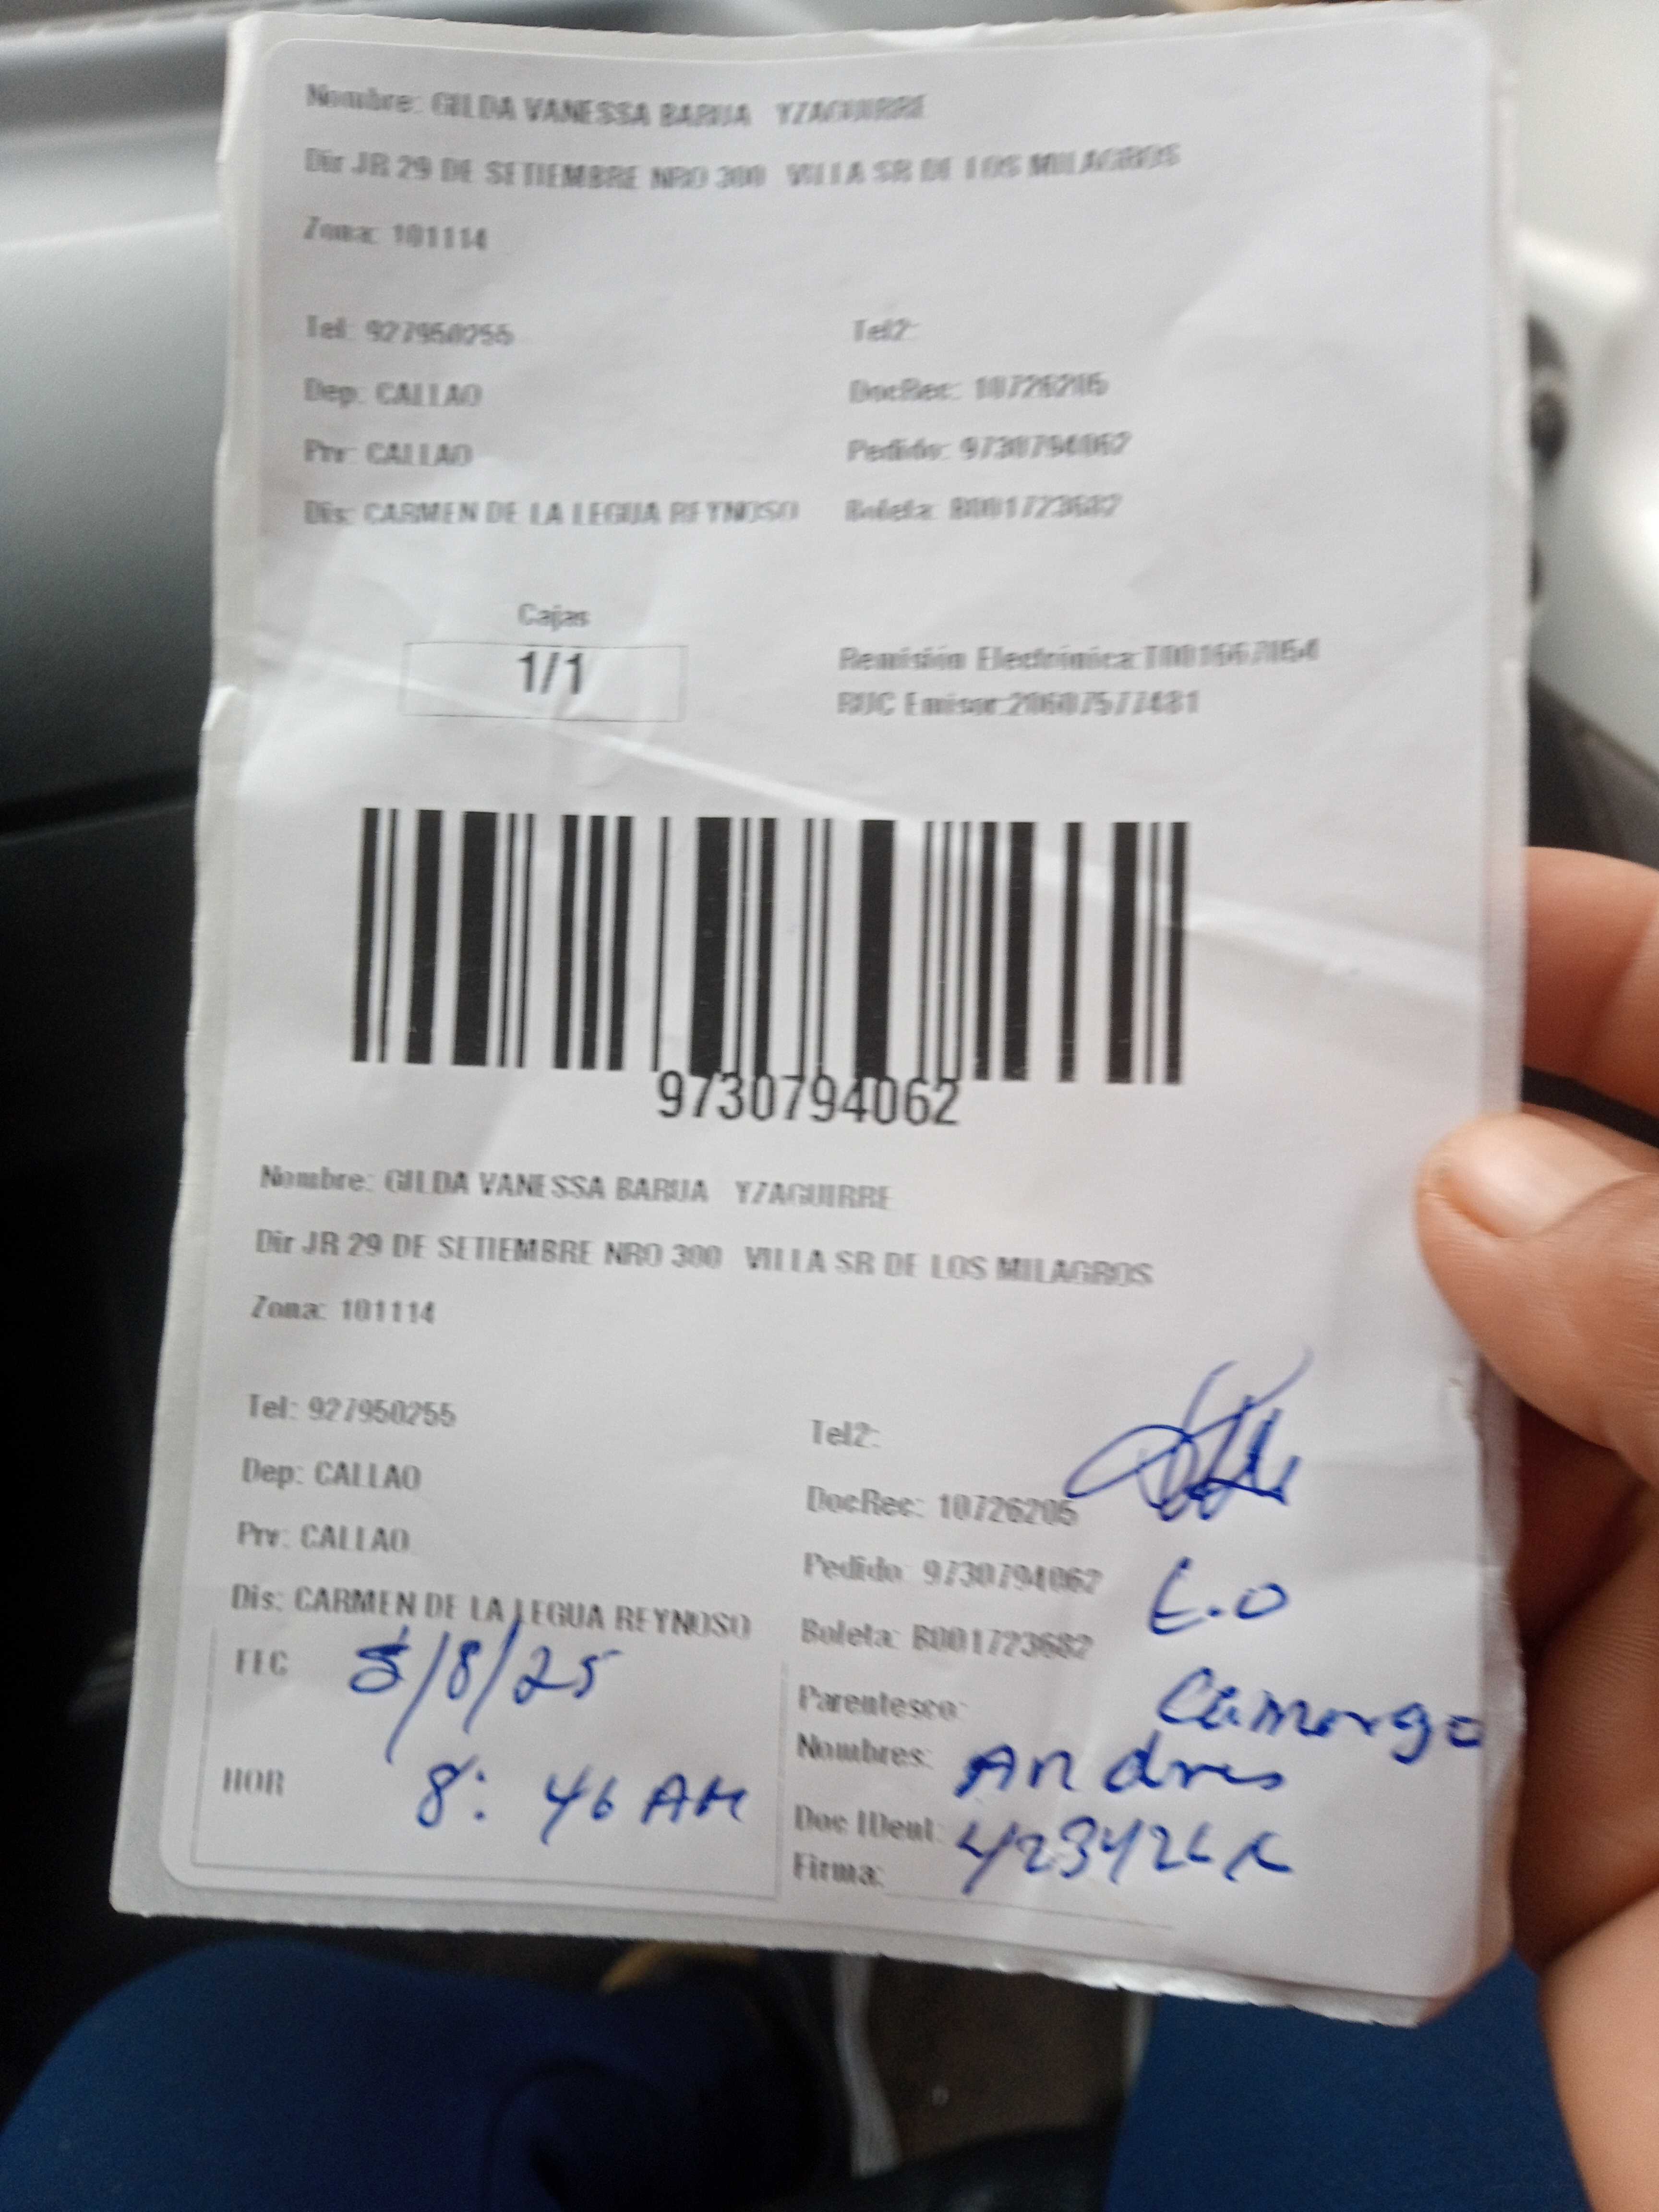 Nombre: GILDA VANESSA BARUA YZAGUIRRE
Dir JR 29 DE SETIEMBRE NRO 300 VILLA SR DE LOS MILAGROS
Zona: 101114
Tel: 927950255 Tel2:
Dep: CALLAO DocRec: 10726205
Prv: CALLAO Pedido: 9730794062
Dis: CARMEN DE LA LEGUA REYNOSO Boleta: B001723682
Cajas
1/1
Remisión Electrónica:
RUC Emisor:20607577431
9730794062
Nombre: GILDA VANESSA BARUA YZAGUIRRE
Dir JR 29 DE SETIEMBRE NRO 300 VILLA SR DE LOS MILAGROS
Zona: 101114
Tel: 927950255 Tel2:
Dep: CALLAO DocRec: 10726205
Prv: CALLAO Pedido: 9730794062
Dis: CARMEN DE LA LEGUA REYNOSO Boleta: B001723682
FEC 5/8/25
Parentesco: Camargo
Nombres: Andres
HOR 8:46 AM
Doc IDent:
Firma: